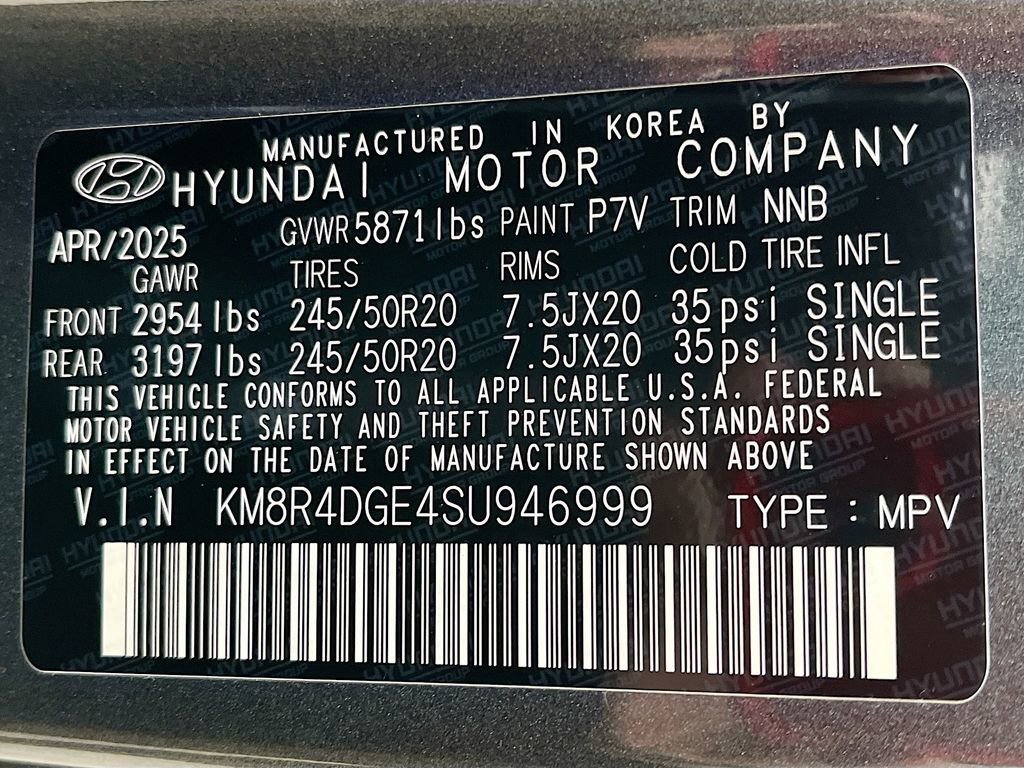 MANUFACTURED IN KOREA BY
HYUNDAI MOTOR COMPANY
APR/2025 GVWR 5871lbs PAINT P7V TRIM NNB
GAWR TIRES RIMS COLD TIRE INFL
FRONT 2954 lbs 245/50R20 7.5JX20 35psi SINGLE
REAR 3197 lbs 245/50R20 7.5JX20 35psi SINGLE
THIS VEHICLE CONFORMS TO ALL APPLICABLE U.S.A. FEDERAL
MOTOR VEHICLE SAFETY AND THEFT PREVENTION STANDARDS
IN EFFECT ON THE DATE OF MANUFACTURE SHOWN ABOVE
V.I.N KM8R4DGE4SU946999 TYPE : MPV